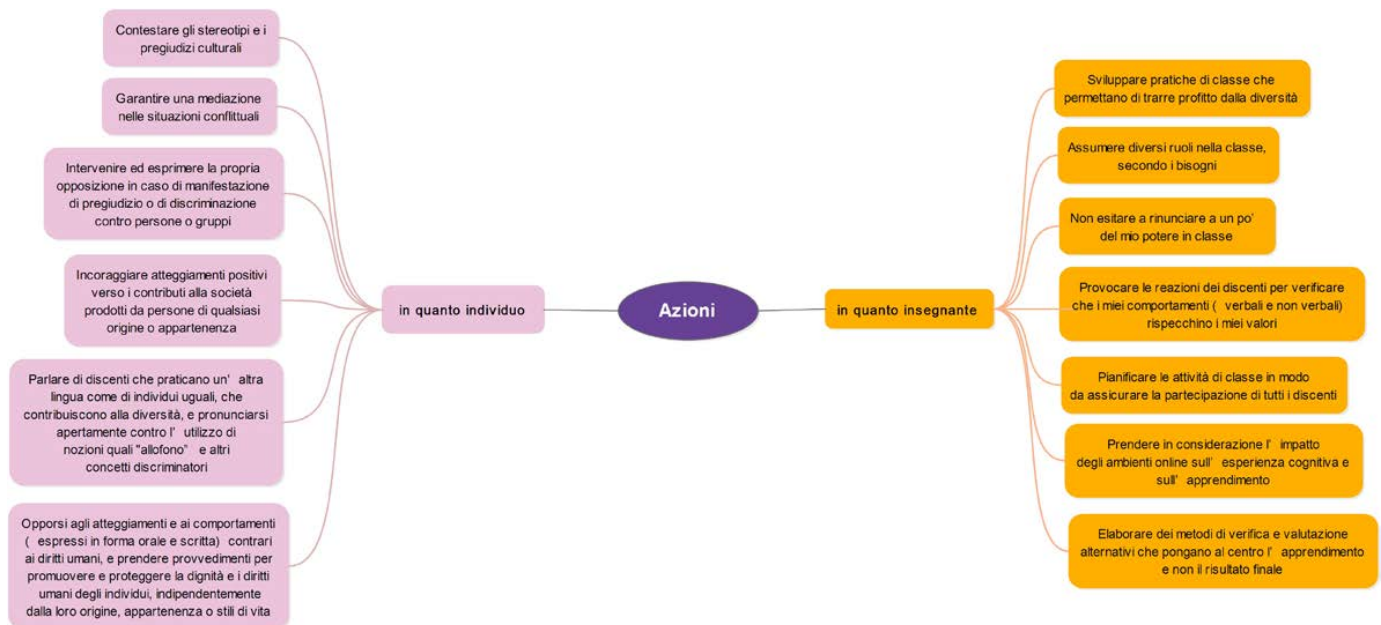 Contestare gli stereotipi e i
pregiudizi culturali
Garantire una mediazione
nelle situazioni conflittuali
Intervenire ed esprimere la propria
opposizione in caso di manifestazione
di pregiudizio o di discriminazione
contro persone o gruppi
Incoraggiare atteggiamenti positivi
verso i contributi alla società
prodotti da persone di qualsiasi
origine o appartenenza
Parlare di discenti che praticano un' altra
lingua come di individui uguali, che
contribuiscono alla diversità, e pronunciarsi
apertamente contro l' utilizzo di
nozioni quali "allofono" e altri
concetti discriminatori
Opporsi agli atteggiamenti e ai comportamenti
( espressi in forma orale e scritta) contrari
ai diritti umani, e prendere provvedimenti per
promuovere e proteggere la dignità e i diritti
umani degli individui, indipendentemente
dalla loro origine, appartenenza o stili di vita
in quanto individuo
Azioni
in quanto insegnante
Sviluppare pratiche di classe che
permettano di trarre profitto dalla diversità
Assumere diversi ruoli nella classe,
secondo i bisogni
Non esitare a rinunciare a un po'
del mio potere in classe
Provocare le reazioni dei discenti per verificare
che i miei comportamenti ( verbali e non verbali)
rispecchino i miei valori
Pianificare le attività di classe in modo
da assicurare la partecipazione di tutti i discenti
Prendere in considerazione l' impatto
degli ambienti online sull' esperienza cognitiva e
sull' apprendimento
Elaborare dei metodi di verifica e valutazione
alternativi che pongano al centro l' apprendimento
e non il risultato finale